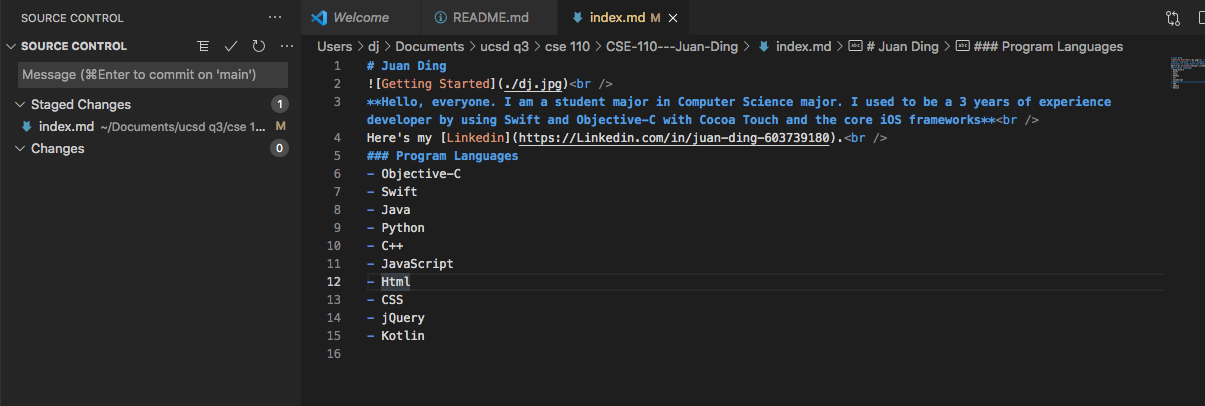 SOURCE CONTROL ···
SOURCE CONTROL ···
Message (⌘Enter to commit on 'main')
Staged Changes 1
index.md ~/Documents/ucsd q3/cse 1... M
Changes 0
Welcome README.md index.md M
Users > dj > Documents > ucsd q3 > cse 110 > CSE-110---Juan-Ding > index.md > # Juan Ding > ### Program Languages
1 # Juan Ding
2 ![Getting Started](./dj.jpg)<br />
3 **Hello, everyone. I am a student major in Computer Science major. I used to be a 3 years of experience
developer by using Swift and Objective-C with Cocoa Touch and the core iOS frameworks**<br />
4 Here's my [Linkedin](https://Linkedin.com/in/juan-ding-603739180).<br />
5 ### Program Languages
6 - Objective-C
7 - Swift
8 - Java
9 - Python
10 - C++
11 - JavaScript
12 - Html
13 - CSS
14 - jQuery
15 - Kotlin
16